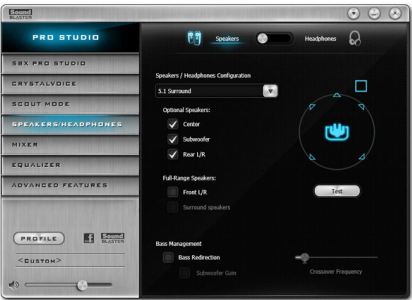 Sound
BLASTER
PRO STUDIO
Speakers
Headphones
SBX PRO STUDIO
CRYSTALVOICE
SCOUT MODE
SPEAKERS/HEADPHONES
MIXER
EQUALIZER
ADVANCED FEATURES
PROFILE
f
Sound
BLASTER
<CUSTOM>
Speakers / Headphones Configuration
5.1 Surround
Optional Speakers:
Center
Subwoofer
Rear L/R
Full-Range Speakers:
Front L/R
Surround speakers
Test
Bass Management
Bass Redirection
Subwoofer Gain
Crossover Frequency